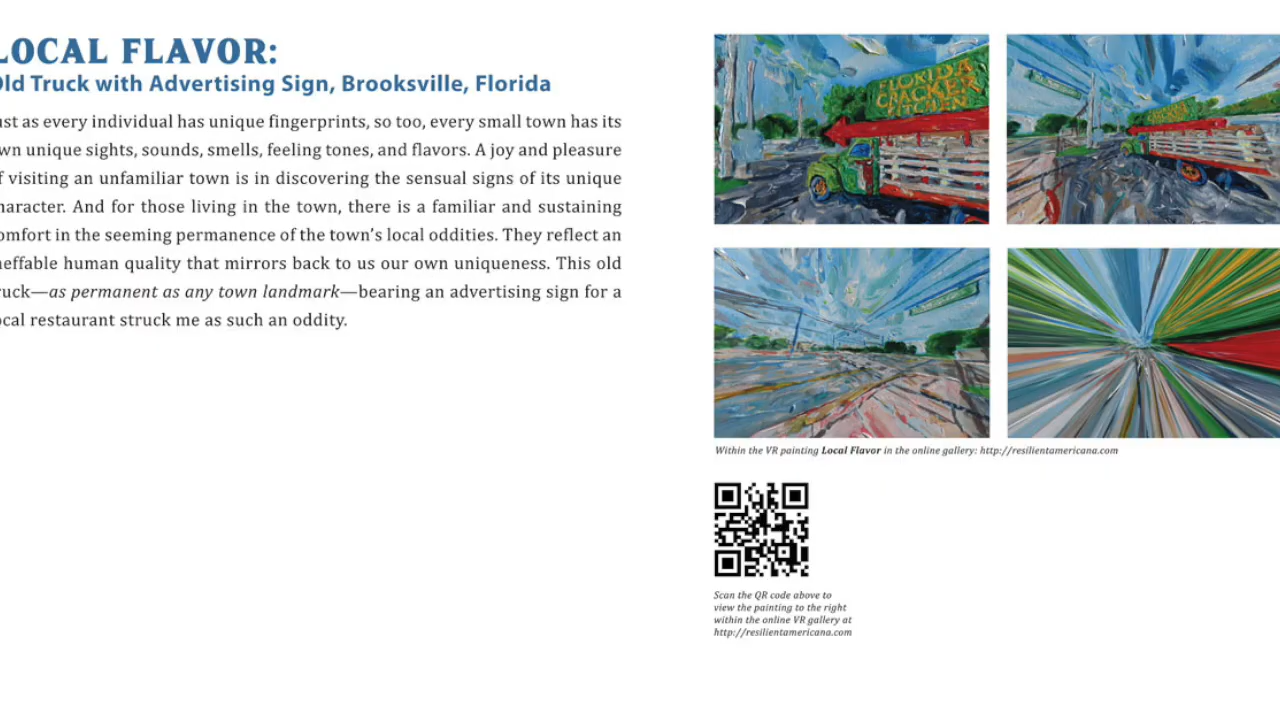 LOCAL FLAVOR:
Old Truck with Advertising Sign, Brooksville, Florida
ust as every individual has unique fingerprints, so too, every small town has its
wn unique sights, sounds, smells, feeling tones, and flavors. A joy and pleasure
f visiting an unfamiliar town is in discovering the sensual signs of its unique
haracter. And for those living in the town, there is a familiar and sustaining
omfort in the seeming permanence of the town's local oddities. They reflect an
neffable human quality that mirrors back to us our own uniqueness. This old
ruck—as permanent as any town landmark—bearing an advertising sign for a
ocal restaurant struck me as such an oddity.
FLORIDA
CRACKER
KITCHEN
Within the VR painting Local Flavor in the online gallery: http://resilientamericana.com
Scan the QR code above to
view the painting to the right
within the online VR gallery at
http://resilientamericana.com